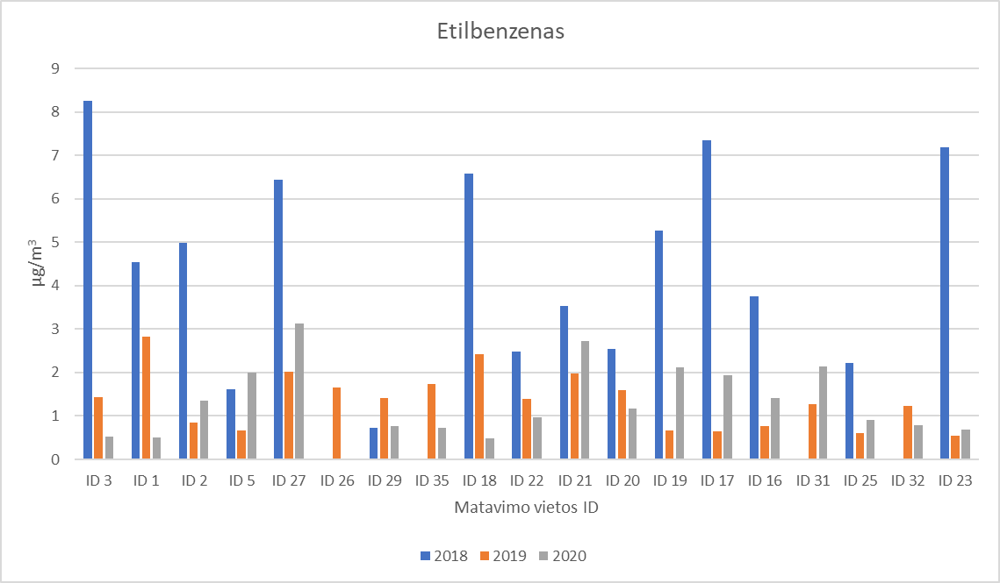 Etilbenzenas
9
8
7
6
5
4
3
2
1
0
µg/m³
ID 3 ID 1 ID 2 ID 5 ID 27 ID 26 ID 29 ID 35 ID 18 ID 22 ID 21 ID 20 ID 19 ID 17 ID 16 ID 31 ID 25 ID 32 ID 23
Matavimo vietos ID
2018 2019 2020